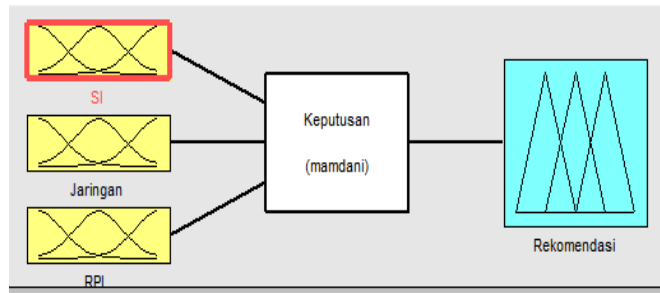 SI
Jaringan
RPL
Keputusan
(mamdani)
Rekomendasi